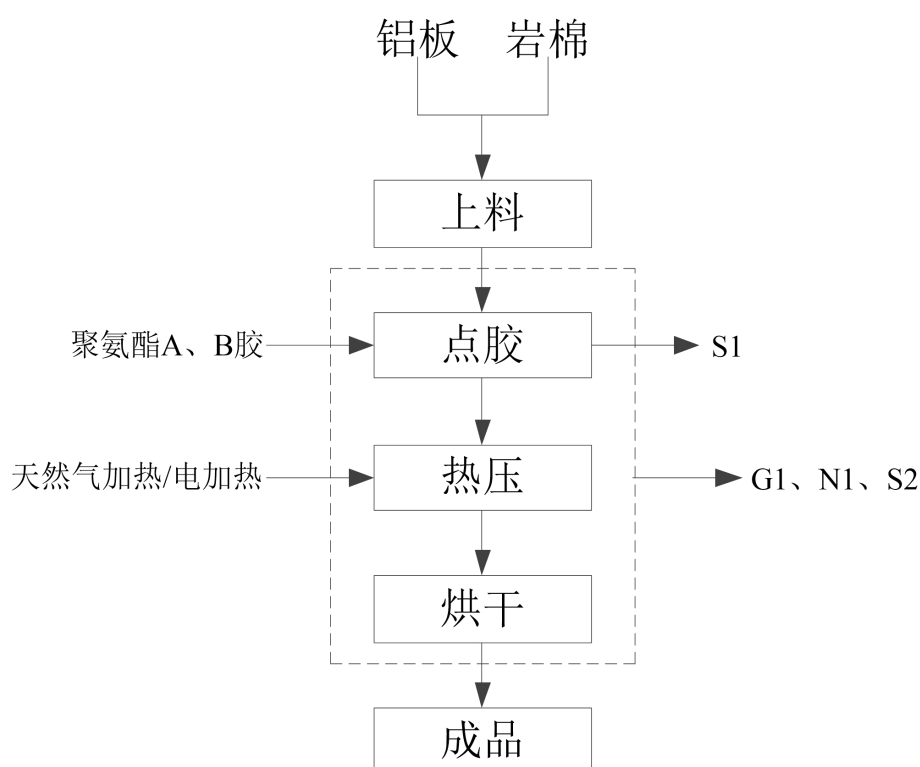 铝板 岩棉
上料
聚氨酯A、B胶
点胶
S1
天然气加热/电加热
热压
G1、N1、S2
烘干
成品